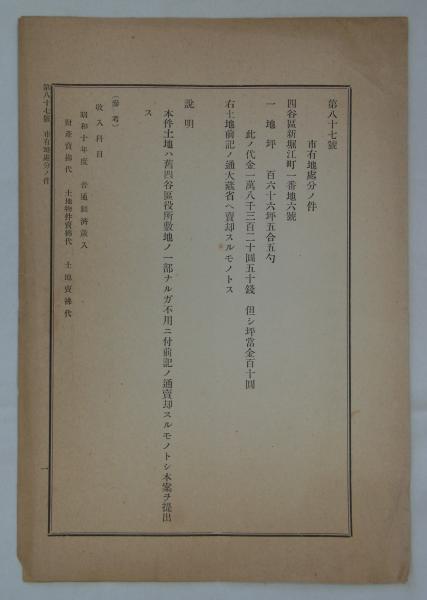 第八十七號
市有地處分ノ件
四谷區新堀江町一番地六號
一 地坪 百六十六坪五合五勺
此ノ代金一萬八千三百二十圓五十錢 但シ坪當金百十圓
右土地前記ノ通大藏省ヘ賣却スルモノトス
說明
本件土地ハ舊四谷區役所敷地ノ一部ナルガ不用ニ付前記ノ通賣却スルモノトシ本案ヲ提出
ス
（參考）
收入科目
昭和十年度 普通經濟歲入
財產賣拂代 土地物件賣拂代 土地賣拂代
第八十七號 市有地處分ノ件
一